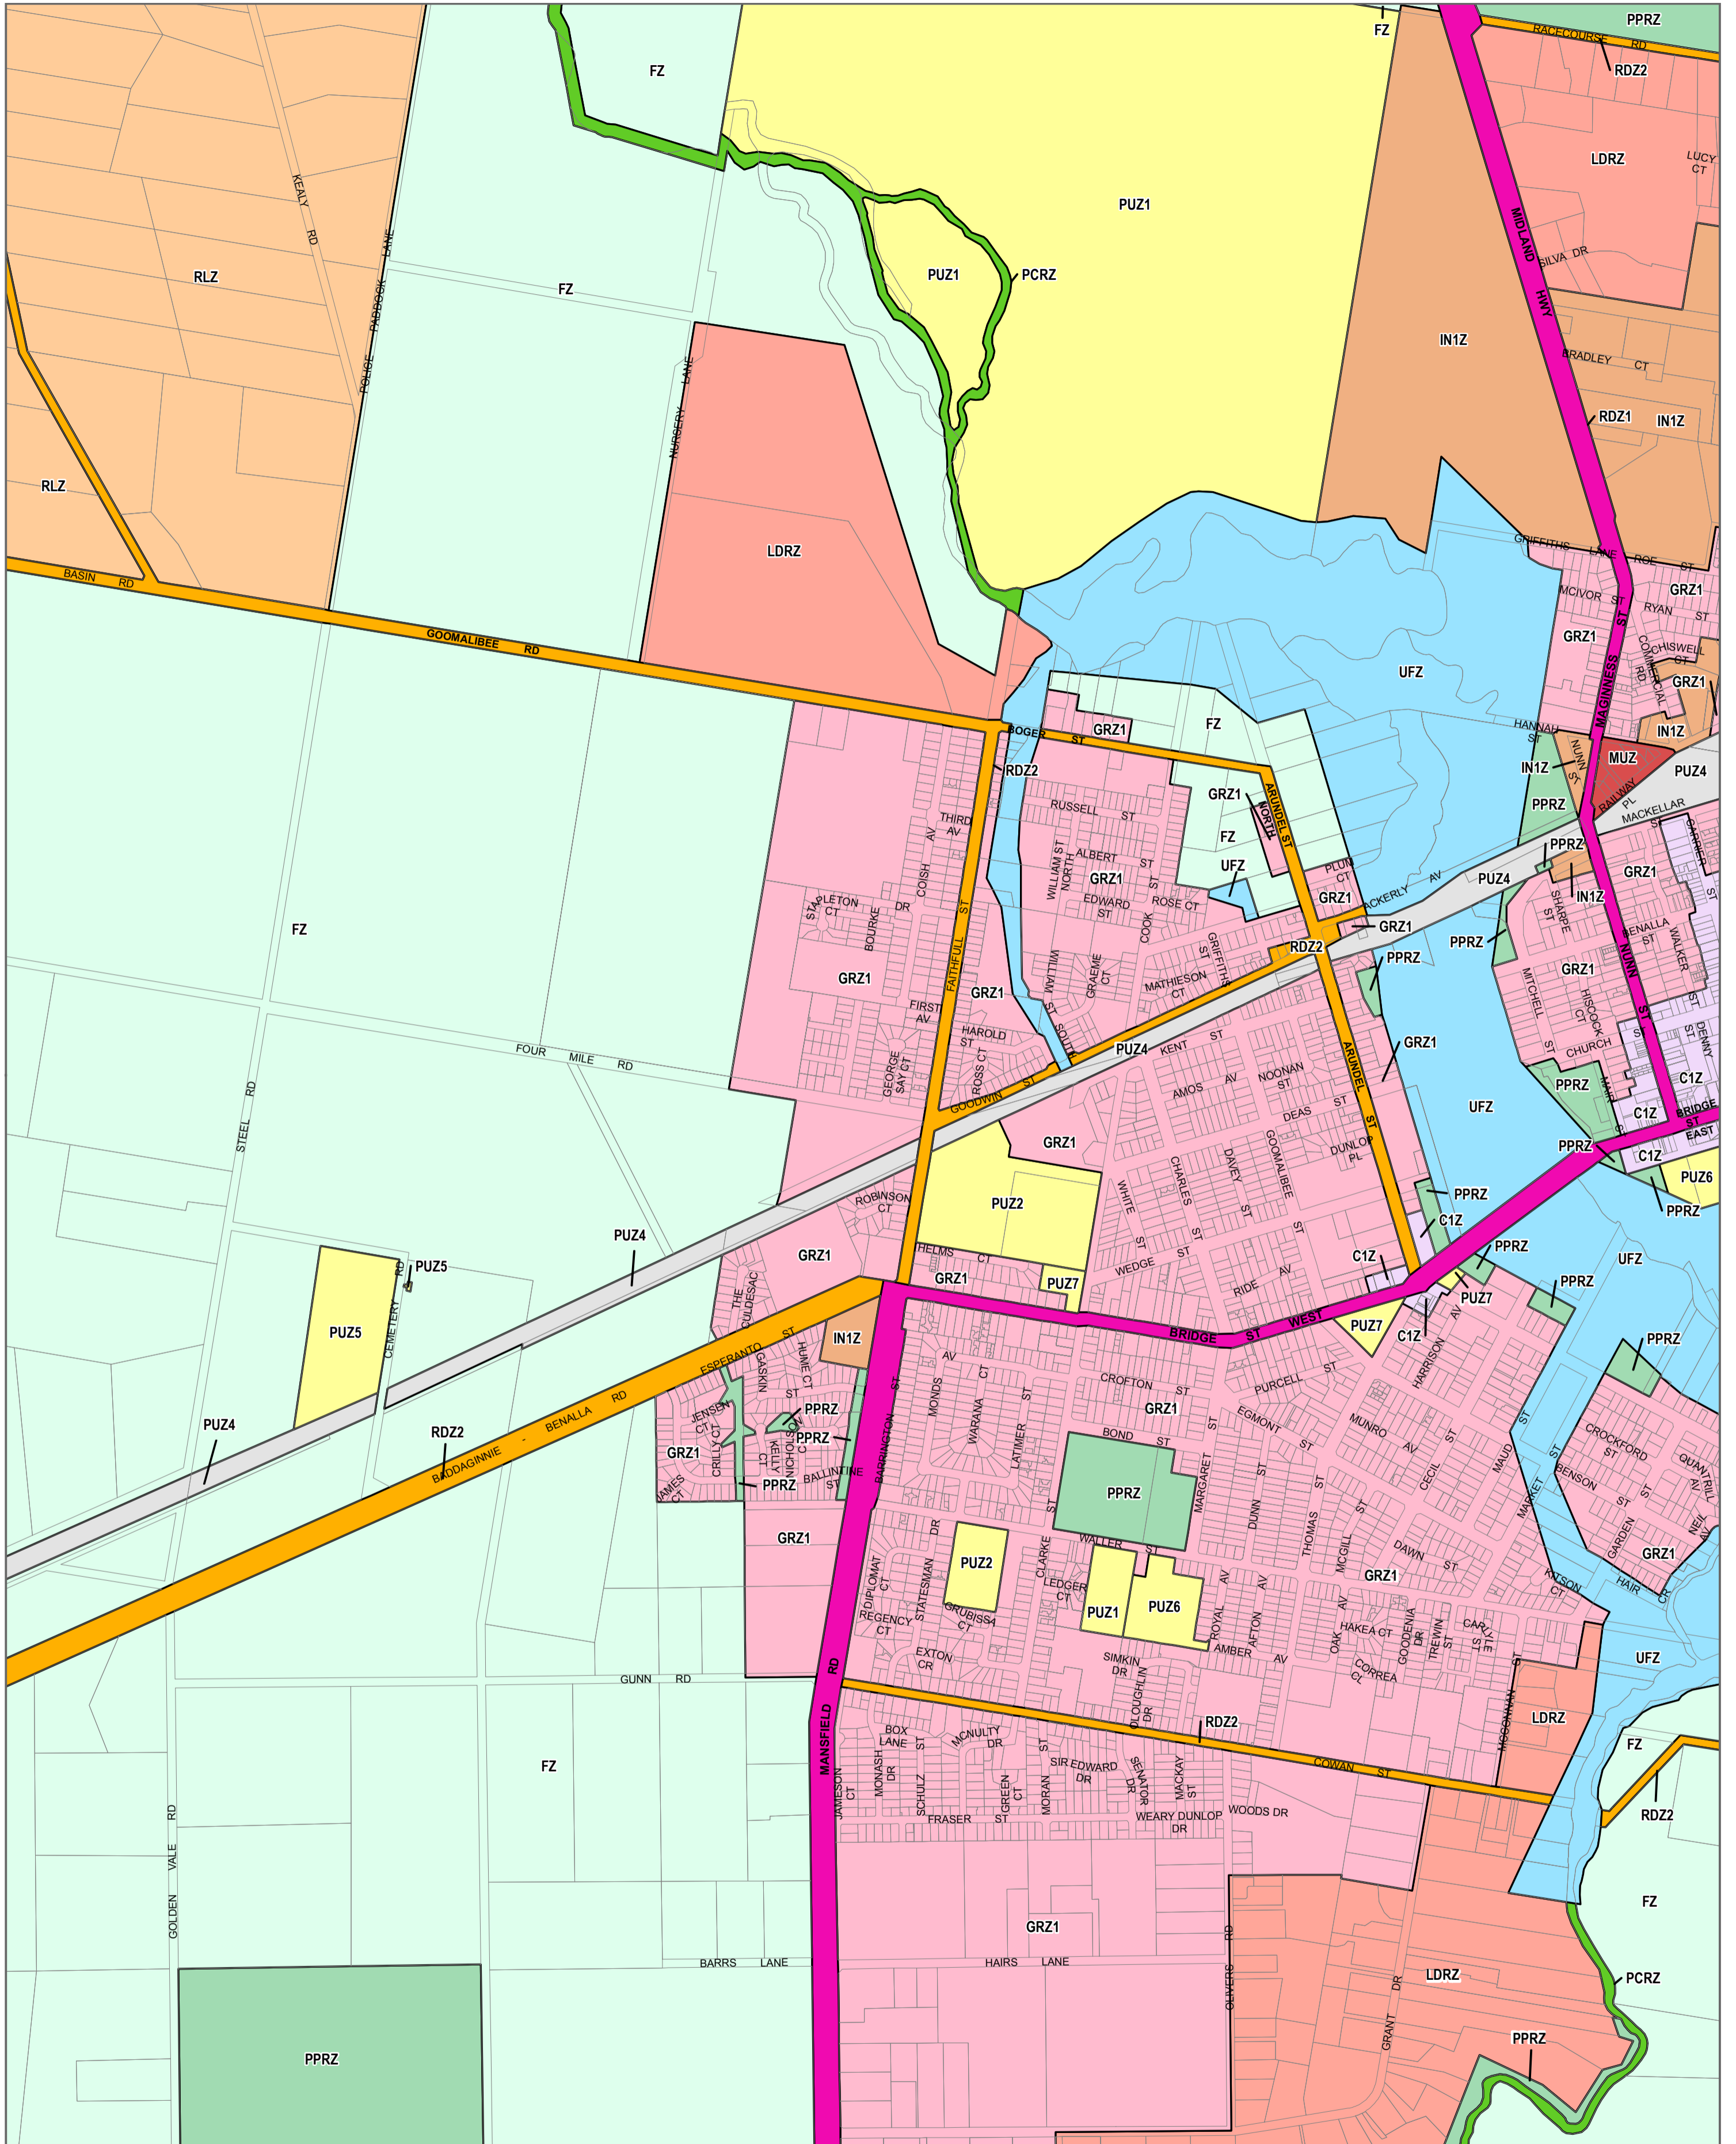 PPRZ
FZ
RACECOURSE RD
RDZ2
FZ
LDRZ
LUCY
CT
KEALY RD
PUZ1
MIDLAND HWY
POLICE PADDOCK LANE
SILVA DR
RLZ
FZ
PUZ1
PCRZ
IN1Z
BRADLEY CT
NURSERY LANE
RDZ1
IN1Z
RLZ
LDRZ
GRIFFITHS LANE
ROE ST
BASIN RD
MCIVOR ST
GRZ1
RYAN ST
GOOMALIBEE RD
GRZ1
MAGINNESS ST
COMMERCIAL
RD
CHISWELL
CT
UFZ
GRZ1
BOGER ST
GRZ1
FZ
HANNAH
ST
IN1Z
RDZ2
IN1Z
NUNN
ST
MUZ
PUZ4
GRZ1
NORTH
ARUNDEL ST
PPRZ
RAILWAY
PL
MACKELLAR
ST
RUSSELL ST
THIRD
AV
FZ
PPRZ
CARRIER ST
WILLIAM ST
NORTH
ALBERT ST
UFZ
PLUM
CT
COISH AV
GRZ1
PUZ4
GRZ1
STAPLETON
CT
DR
BOURKE
EDWARD
ST
ROSE CT
COOK ST
GRZ1
IN1Z
SHARPE
ST
FZ
FAITHFULL ST
GRZ1
RDZ2
PPRZ
BENALLA
ST
WALKER ST
NUNN ST
GRZ1
GRZ1
WILLIAM ST
SOUTH
GRAEME
CT
MATHIESON
CT
GRIFFITHS
ST
PPRZ
GRZ1
MITCHELL ST
HISCOCK
CT
FIRST
AV
HAROLD
ST
DENNY
ST
CHURCH ST
FOUR MILE RD
GEORGE
SAY CT
ROSS CT
PUZ4
KENT ST
GRZ1
AMOS AV
NOONAN
ST
ARUNDEL ST
PPRZ
MAIR ST
C1Z
STEEL RD
GOODWIN ST
DEAS ST
UFZ
C1Z
BRIDGE
ST
EAST
GRZ1
DUNLOP
PL
PPRZ
C1Z
PUZ6
WHITE ST
CHARLES ST
DAVEY ST
GOOMALIBEE ST
ROBINSON
CT
PUZ2
PPRZ
PPRZ
C1Z
PUZ4
GRZ1
HELMS CT
WEDGE ST
C1Z
PPRZ
UFZ
PUZ5
CEMETERY RD
GRZ1
PUZ7
RIDE AV
PUZ7
PPRZ
THE
CULDESAC
PUZ5
IN1Z
BRIDGE ST WEST
PUZ7
C1Z
PPRZ
ESPERANTO ST
GASKIN ST
HUME CT
MONDS AV
CT
CROFTON ST
PURCELL ST
HARRISON AV
BADDAGINNIE - BENALLA RD
JENSEN
CT
PPRZ
GRZ1
EGMONT ST
MUNRO AV
PUZ4
RDZ2
PPRZ
BARRINGTON ST
WARANA
LATIMER ST
BOND ST
CROCKFORD
ST
GRZ1
CRILLY CT
KELLY
CT
NICHOLSON
CT
BALLINTINE
ST
JAMES
CT
PPRZ
PPRZ
MARGARET ST
DUNN ST
THOMAS ST
CECIL ST
MAUD ST
MARKET ST
BENSON ST
QUANTRILL
AV
GRZ1
WALLER ST
MCGILL ST
DAWN ST
GARDEN ST
NEIL
AV
GRZ1
PUZ2
CLARKE ST
DIPLOMAT
CT
STATESMAN DR
LEDGER
CT
PUZ1
PUZ6
GRZ1
KITSON
CT
HAIR CR
REGENCY
CT
GRUBISSA
CT
ROYAL AV
AFTON AV
OAK AV
HAKEA CT
GOODENIA
DR
TREWIN
ST
CARLYLE
ST
EXTON
CR
AMBER AV
SIMKIN
DR
CORREA
PL
UFZ
GUNN RD
MANSFIELD RD
OLOUGHLIN
DR
RDZ2
MCCONNAN ST
LDRZ
BOX
LANE
MCNULTY
DR
FZ
FZ
MONASH
DR
SCHULZ ST
GREEN
CT
MORAN ST
SIR EDWARD
DR
SENATOR
DR
MACKAY
ST
COWAN ST
JAMESON
CT
FRASER ST
WEARY DUNLOP
DR
WOODS DR
RDZ2
GOLDEN VALE RD
FZ
GRZ1
BARRS LANE
HAIRS LANE
OLIVERS RD
LDRZ
PCRZ
GRANT DR
PPRZ
PPRZ